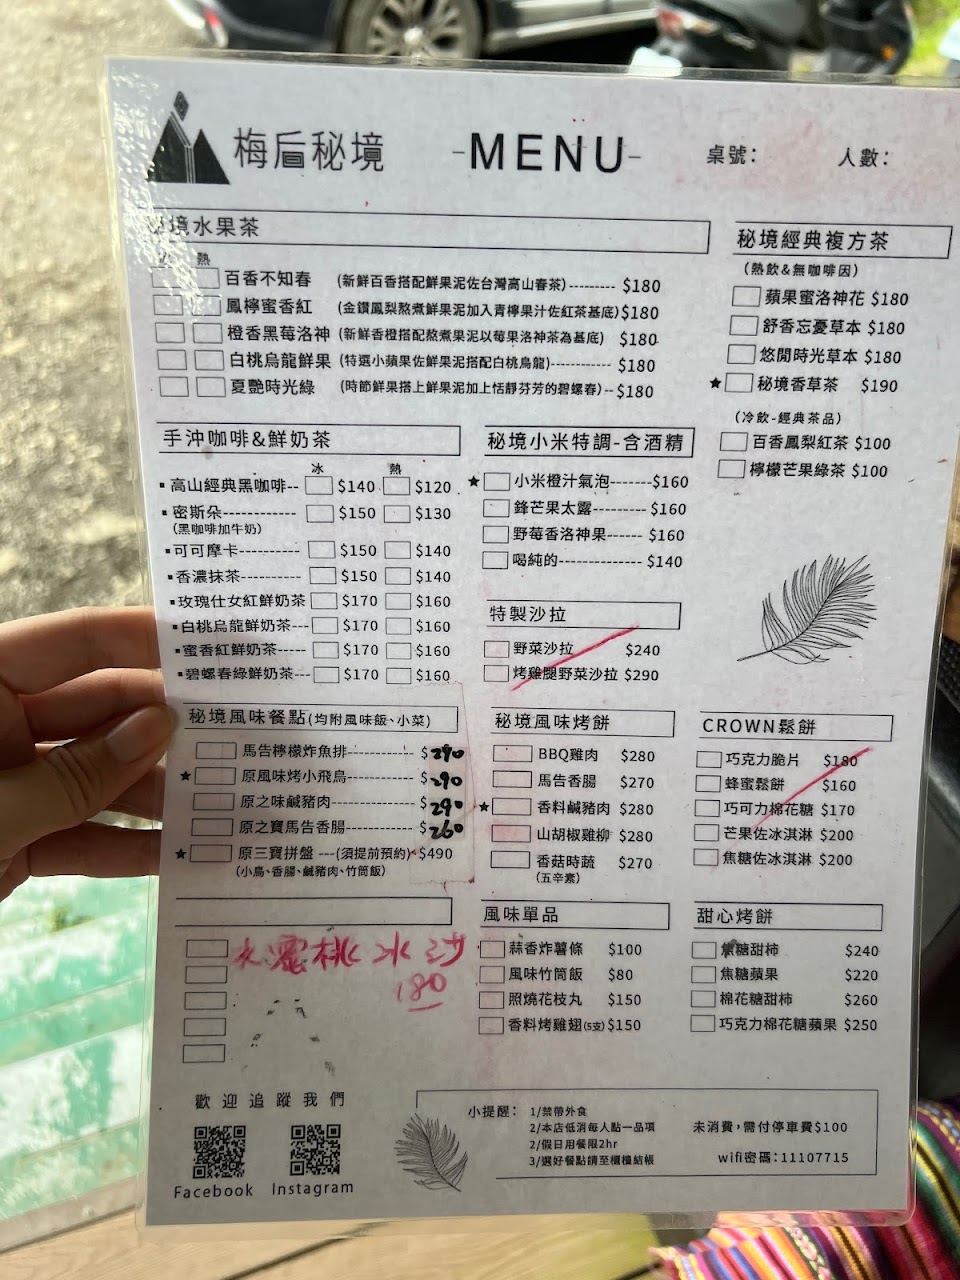 梅后秘境 -MENU- 桌號： 人數：
秘境水果茶
冰 熱
百香不知春 (新鮮百香搭配鮮果泥佐台灣高山春茶)--------- $180
鳳檸蜜香紅 (金鑽鳳梨熬煮鮮果泥加入青檸果汁佐紅茶基底) $180
橙香黑莓洛神 (新鮮香橙搭配熬煮果泥以莓果洛神茶為基底) $180
白桃烏龍鮮果 (特選小蘋果佐鮮果泥搭配白桃烏龍)------------ $180
夏艷時光綠 (時節鮮果搭上鮮果泥加上恬靜芬芳的碧螺春)-- $180
秘境經典複方茶
(熱飲&無咖啡因)
蘋果蜜洛神花 $180
舒香忘憂草本 $180
悠閒時光草本 $180
★ 秘境香草茶 $190
(冷飲-經典茶品)
百香鳳梨紅茶 $100
檸檬芒果綠茶 $100
手沖咖啡&鮮奶茶
冰 熱
▪高山經典黑咖啡-- $140 $120
▪密斯朵------------ $150 $130
(黑咖啡加牛奶)
▪可可摩卡---------- $150 $140
▪香濃抹茶---------- $150 $140
▪玫瑰仕女紅鮮奶茶 $170 $160
▪白桃烏龍鮮奶茶--- $170 $160
▪蜜香紅鮮奶茶----- $170 $160
▪碧螺春綠鮮奶茶--- $170 $160
秘境小米特調-含酒精
★ 小米橙汁氣泡-------$160
鋒芒果太露---------- $160
野莓香洛神果------ $160
喝純的-------------- $140
特製沙拉
野菜沙拉 $240
烤雞腿野菜沙拉 $290
秘境風味餐點(均附風味飯、小菜)
馬告檸檬炸魚排------------ $290
★ 原風味烤小飛鳥------------ $290
原之味鹹豬肉--------------- $290
原之寶馬告香腸------------ $260
★ 原三寶拼盤 ---(須提前預約)-$490
(小鳥、香腸、鹹豬肉、竹筒飯)
秘境風味烤餅
BBQ雞肉 $280
馬告香腸 $270
★ 香料鹹豬肉 $280
山胡椒雞柳 $280
香菇時蔬 $270
(五辛素)
CROWN鬆餅
巧克力脆片 $180
蜂蜜鬆餅 $160
巧可力棉花糖 $170
芒果佐冰淇淋 $200
焦糖佐冰淇淋 $200
水蜜桃冰沙
180
風味單品
蒜香炸薯條 $100
風味竹筒飯 $80
照燒花枝丸 $150
香料烤雞翅(5支) $150
甜心烤餅
焦糖甜柿 $240
焦糖蘋果 $220
棉花糖甜柿 $260
巧克力棉花糖蘋果 $250
歡迎追蹤我們
Facebook Instagram
小提醒： 1/禁帶外食
2/本店低消每人點一品項
2/假日用餐限2hr
3/選好餐點請至櫃檯結帳
未消費，需付停車費$100
wifi密碼：11107715